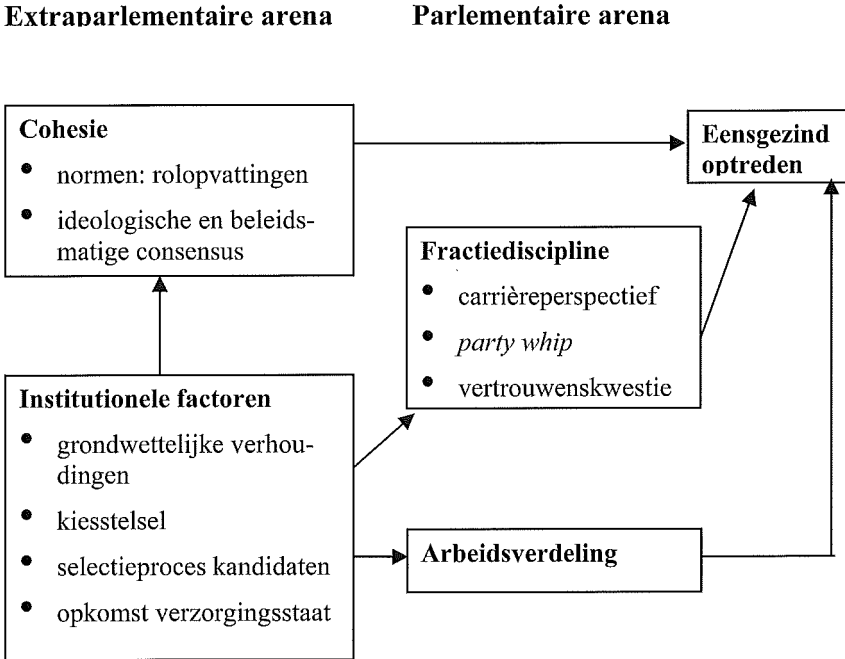 Extraparlementaire arena
Parlementaire arena
Cohesie
• normen: rolopvattingen
• ideologische en beleids-
matige consensus
Eensgezind
optreden
Fractiediscipline
• carrièreperspectief
• party whip
• vertrouwenskwestie
Institutionele factoren
• grondwettelijke verhou-
dingen
• kiesstelsel
• selectieproces kandidaten
• opkomst verzorgingsstaat
Arbeidsverdeling